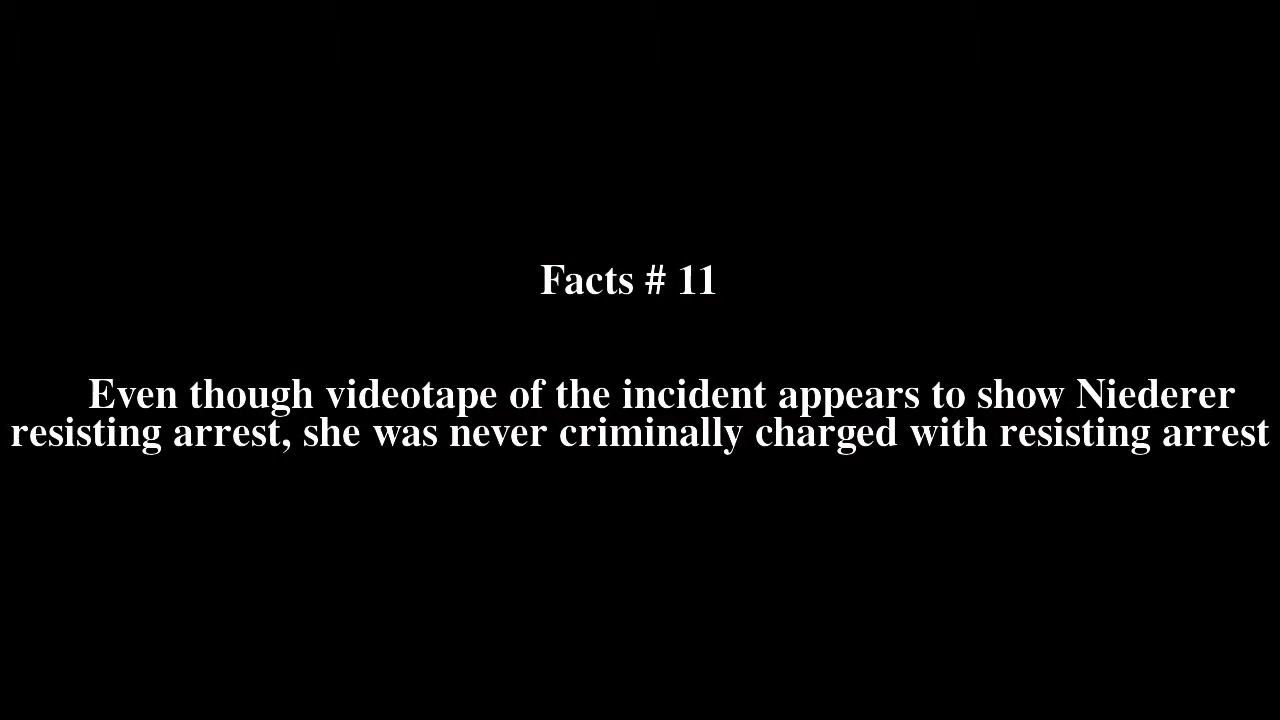 Facts # 11
Even though videotape of the incident appears to show Niederer
resisting arrest, she was never criminally charged with resisting arrest